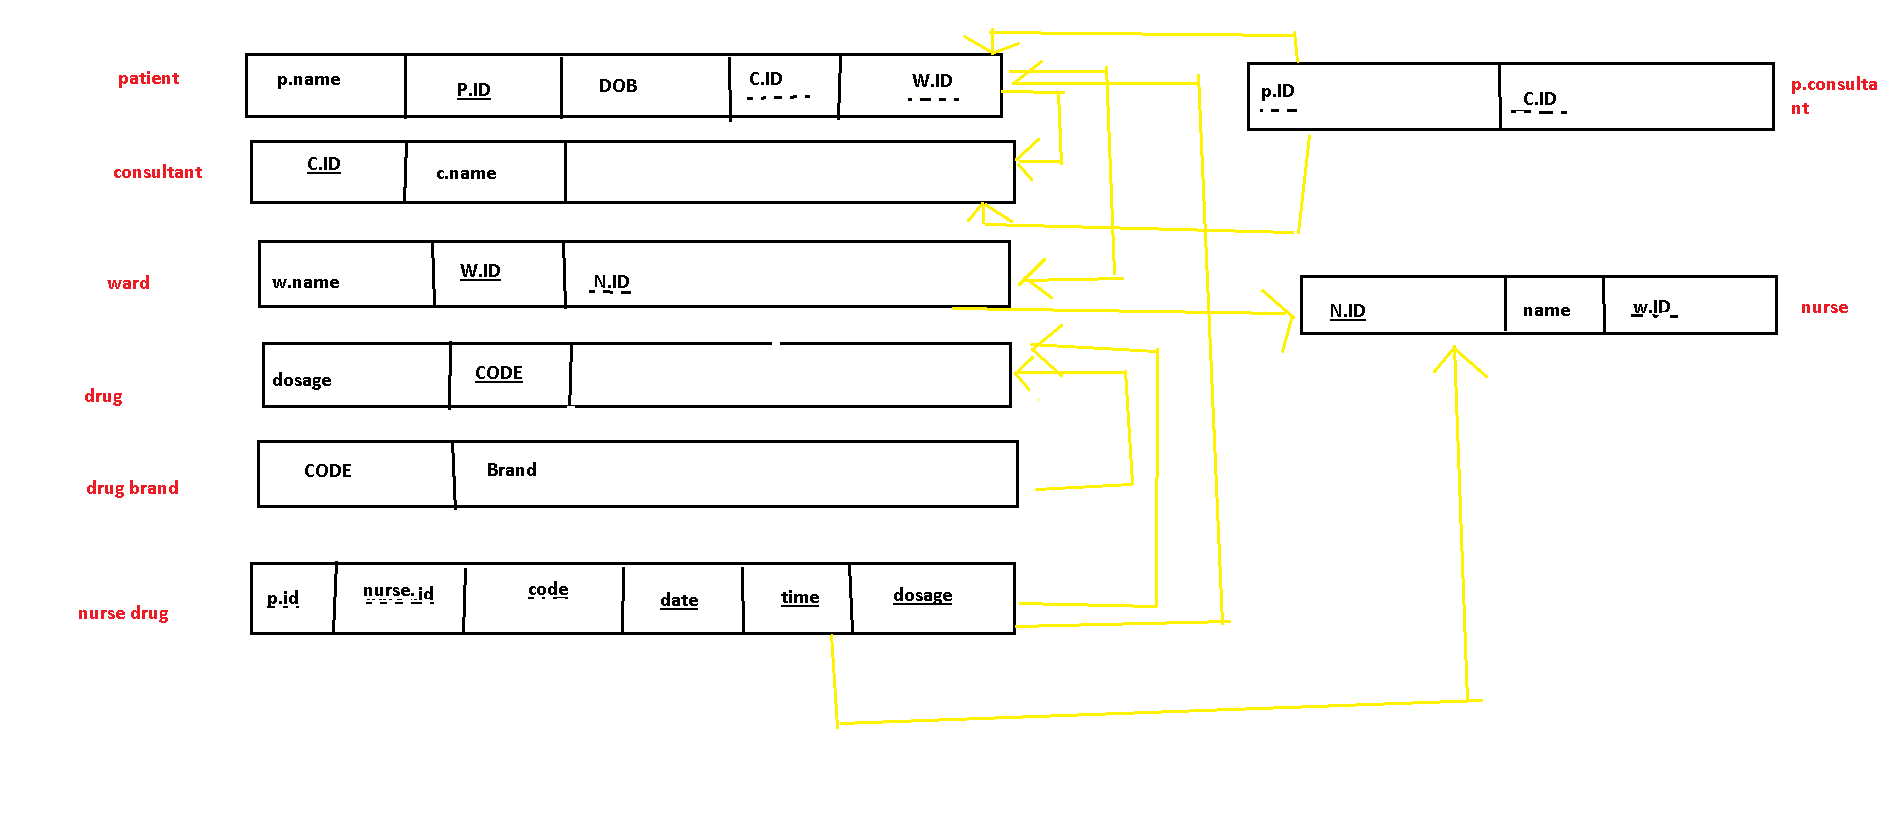 patient
p.name
P.ID
DOB
C.ID
W.ID
p.ID
C.ID
p.consulta
nt
consultant
C.ID
c.name
ward
w.name
W.ID
N.ID
N.ID
name
w.ID
nurse
drug
dosage
CODE
drug brand
CODE
Brand
nurse drug
p.id
nurse.id
code
date
time
dosage